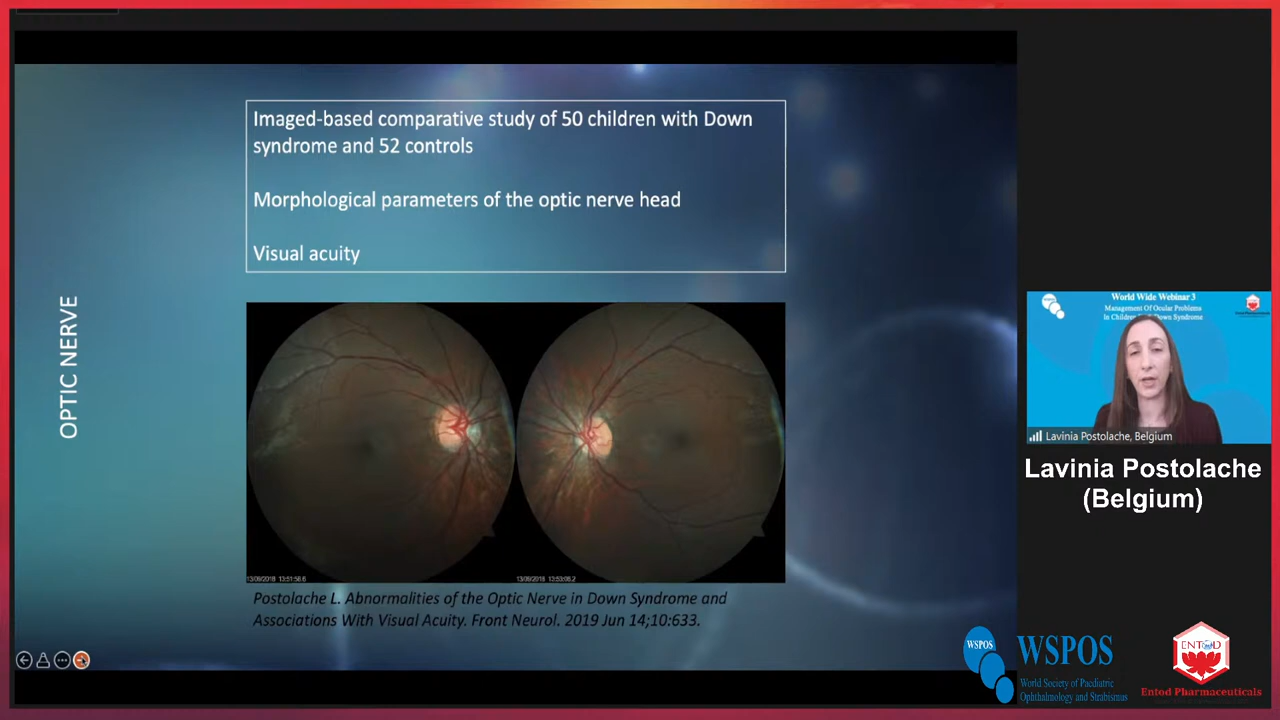 Imaged-based comparative study of 50 children with Down
syndrome and 52 controls
Morphological parameters of the optic nerve head
Visual acuity
OPTIC NERVE
13/09/2018 13:51:56.6
13/09/2018 13:53:06.2
Postolache L. Abnormalities of the Optic Nerve in Down Syndrome and
Associations With Visual Acuity. Front Neurol. 2019 Jun 14;10:633.
World Wide Webinar 3
Management Of Ocular Problems
In Children Down Syndrome
Lavinia Postolache, Belgium
Lavinia Postolache
(Belgium)
WSPOS
WSPOS
World Society of Paediatric
Ophthalmology and Strabismus
ENTOD
Entod Pharmaceuticals